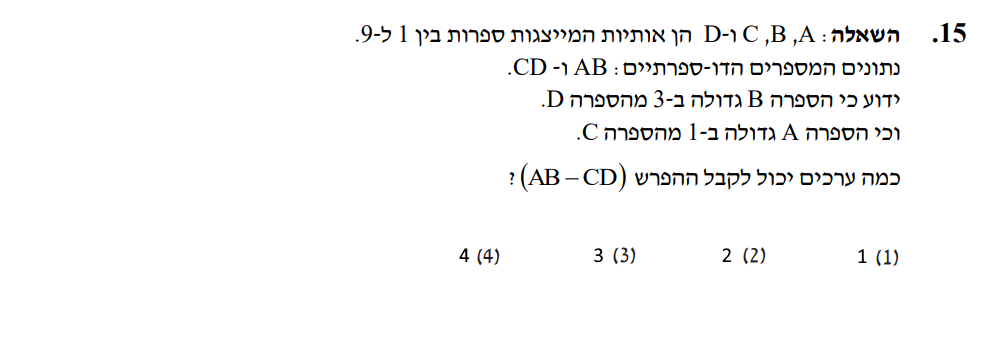 15. השאלה: A, B, C ו-D הן אותיות המייצגות ספרות בין 1 ל-9.
נתונים המספרים הדו-ספרתיים: AB ו- CD.
ידוע כי הספרה B גדולה ב-3 מהספרה D.
וכי הספרה A גדולה ב-1 מהספרה C.
כמה ערכים יכול לקבל ההפרש (AB – CD)?
(1) 1 (2) 2 (3) 3 (4) 4